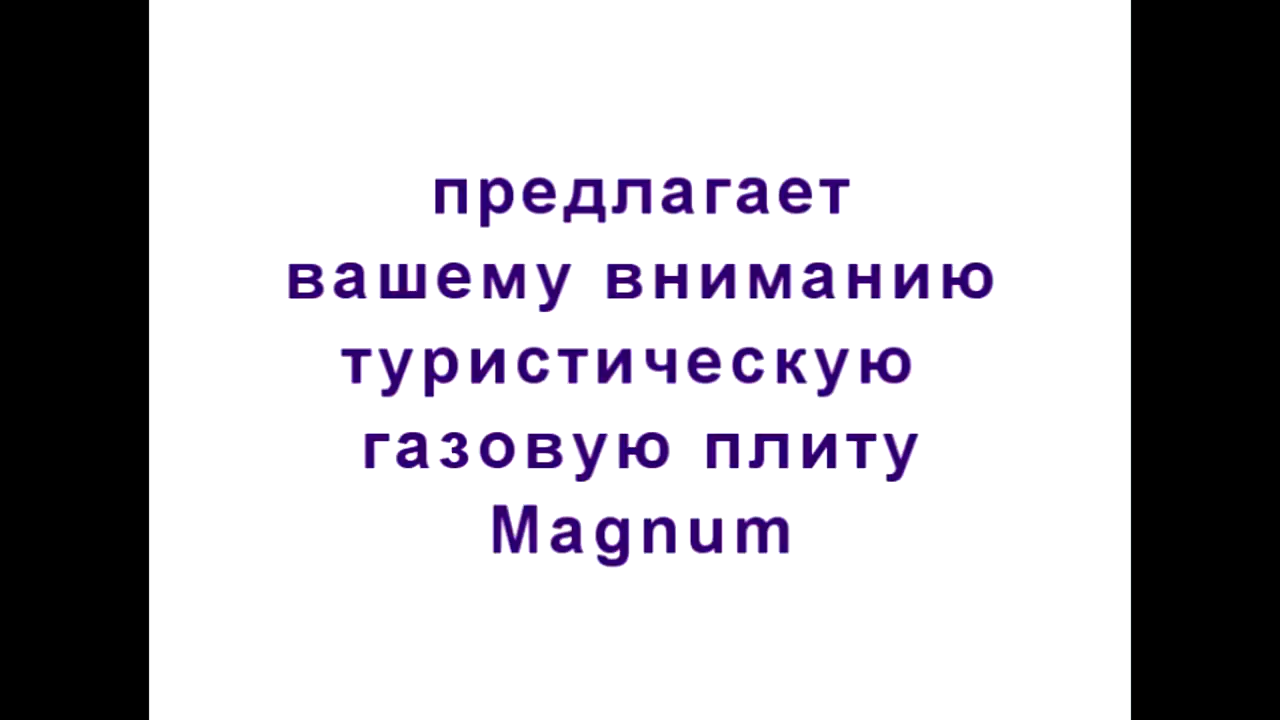 предлагает
вашему вниманию
туристическую
газовую плиту
Magnum